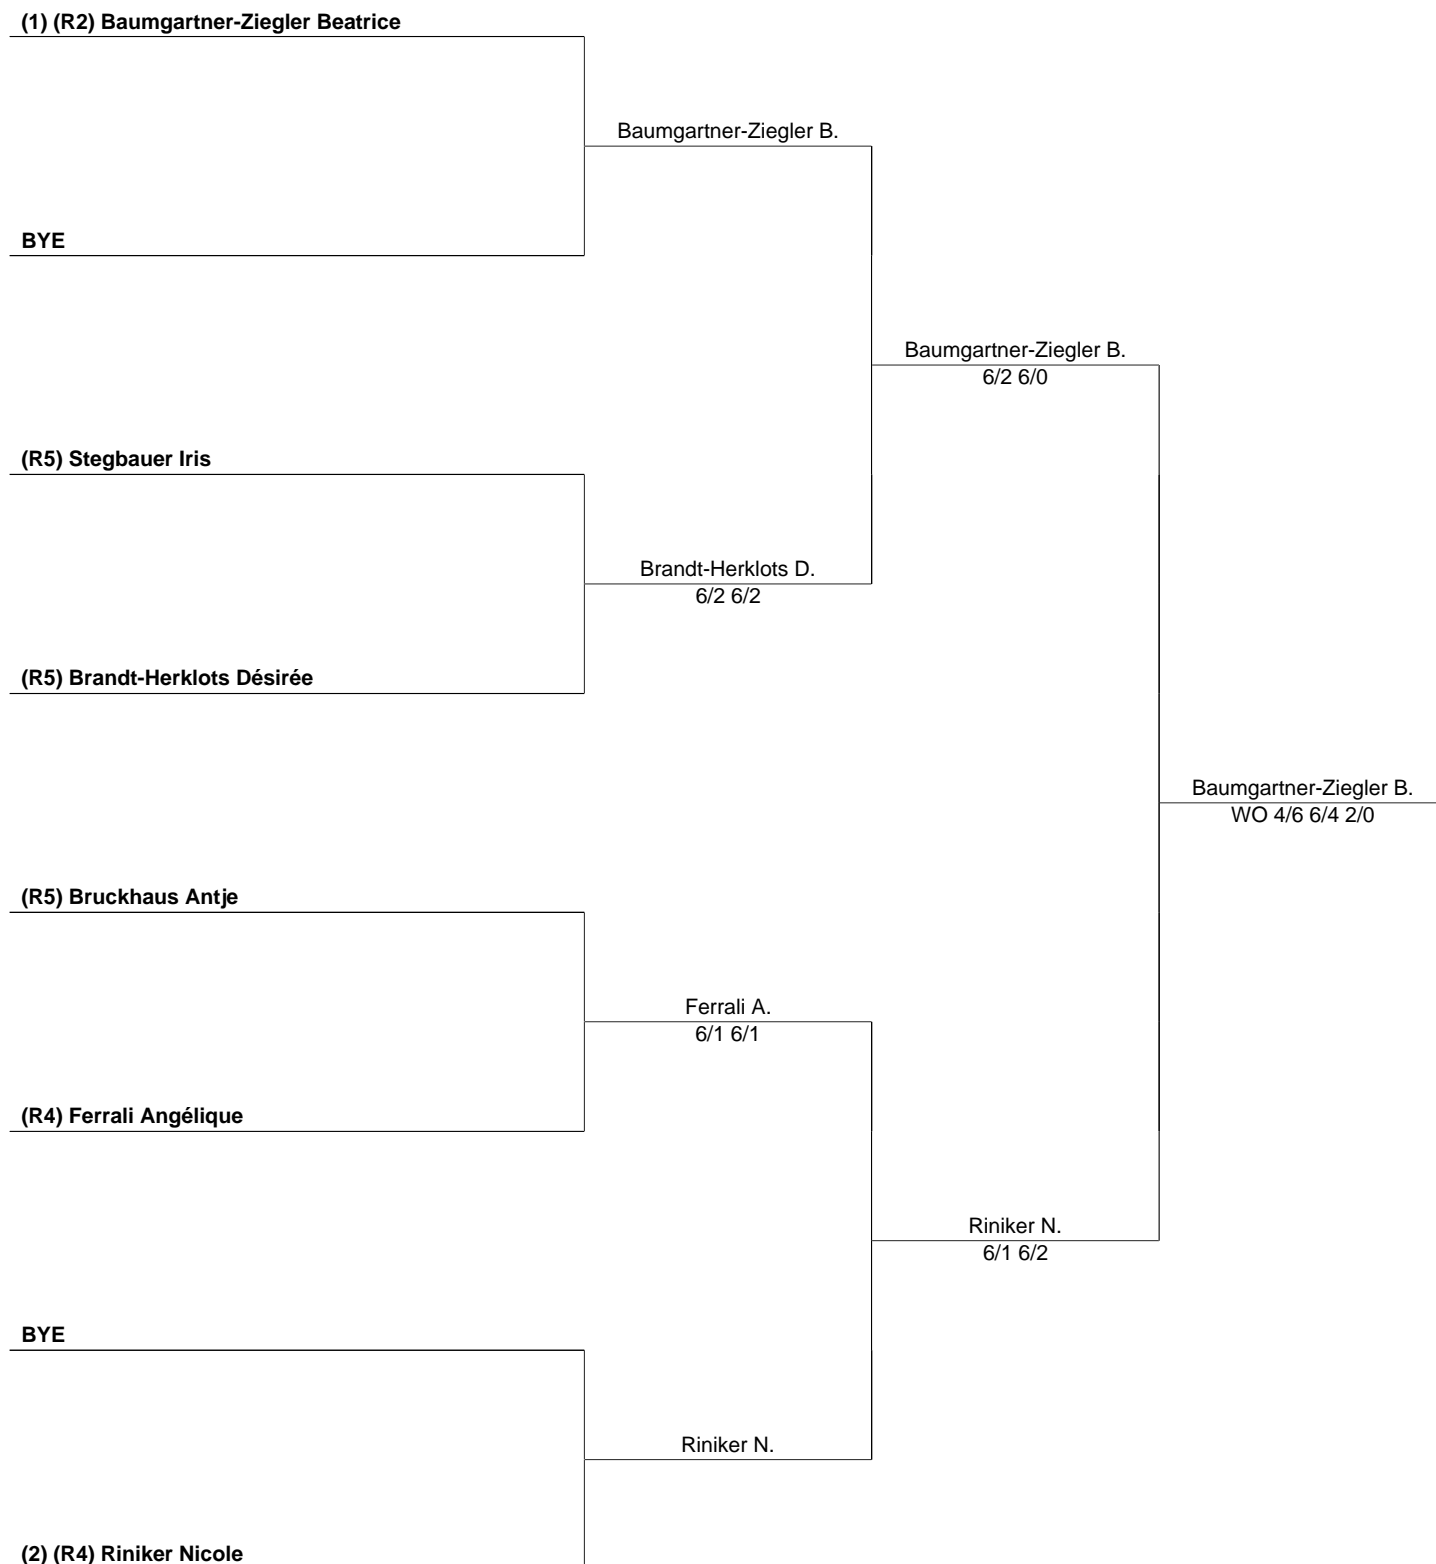 (1) (R2) Baumgartner-Ziegler Beatrice
Baumgartner-Ziegler B.
BYE
Baumgartner-Ziegler B.
6/2 6/0
(R5) Stegbauer Iris
Brandt-Herklots D.
6/2 6/2
(R5) Brandt-Herklots Désirée
Baumgartner-Ziegler B.
WO 4/6 6/4 2/0
(R5) Bruckhaus Antje
Ferrali A.
6/1 6/1
(R4) Ferrali Angélique
Riniker N.
6/1 6/2
BYE
Riniker N.
(2) (R4) Riniker Nicole